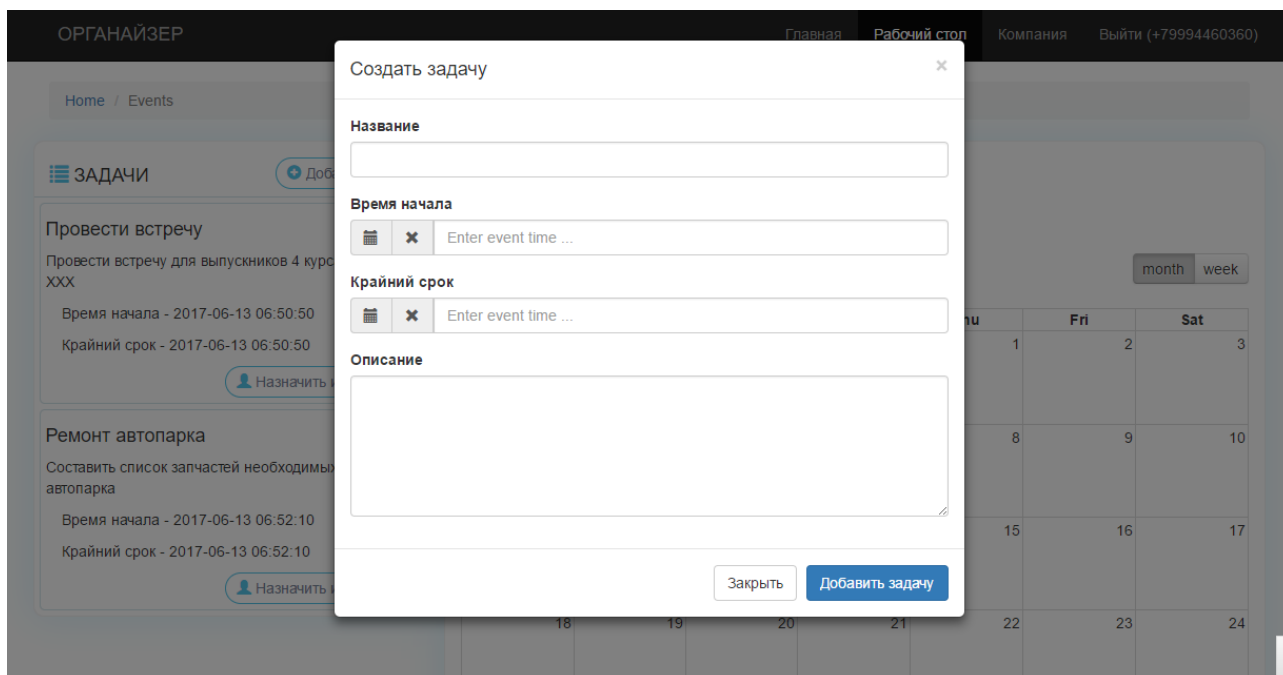 ОРГАНАЙЗЕР
Главная Рабочий стол Компания Выйти (+79994460360)
Создать задачу ×
Home / Events
Название
ЗАДАЧИ
Время начала
Enter event time ...
Провести встречу
Провести встречу для выпускников 4
XXX
month week
Крайний срок
Enter event time ...
Время начала - 2017-06-13 06:50:50
Крайний срок - 2017-06-13 06:50:50
Fri Sat
1 2 3
Описание
Назначить
Ремонт автопарка
8 9 10
Составить список запчастей
автопарка
Время начала - 2017-06-13 06:52:10
15 16 17
Крайний срок - 2017-06-13 06:52:10
Назначить
Закрыть Добавить задачу
18 19 20 21 22 23 24